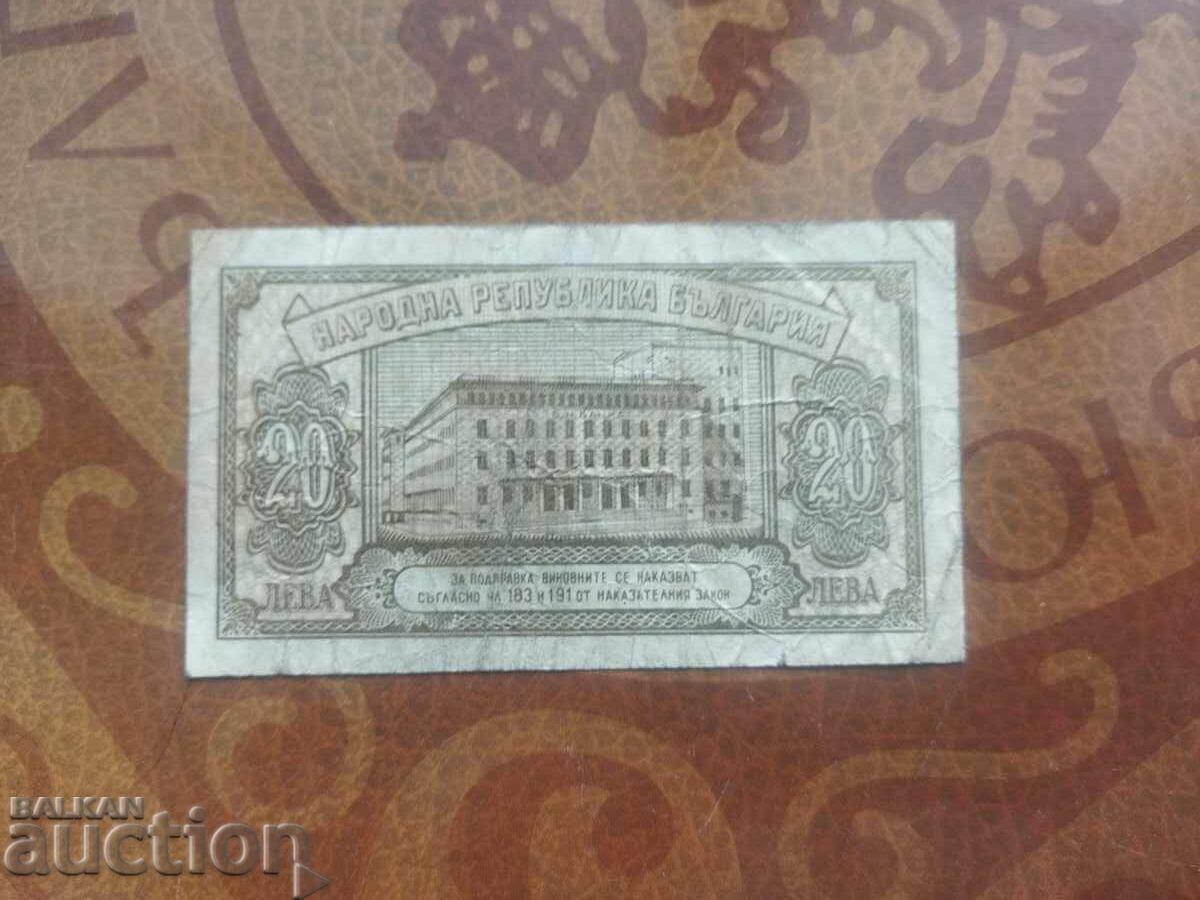 НАРОДНА РЕПУБЛИКА БЪЛГАРИЯ
20 20
ЛЕВА ЛЕВА
ЗА ПОДПРАВКА ВИНОВНИТЕ СЕ НАКАЗВАТ
СЪГЛАСНО ЧЛ 183 И 191 ОТ НАКАЗАТЕЛНИЯ ЗАКОН
BALKAN
auction